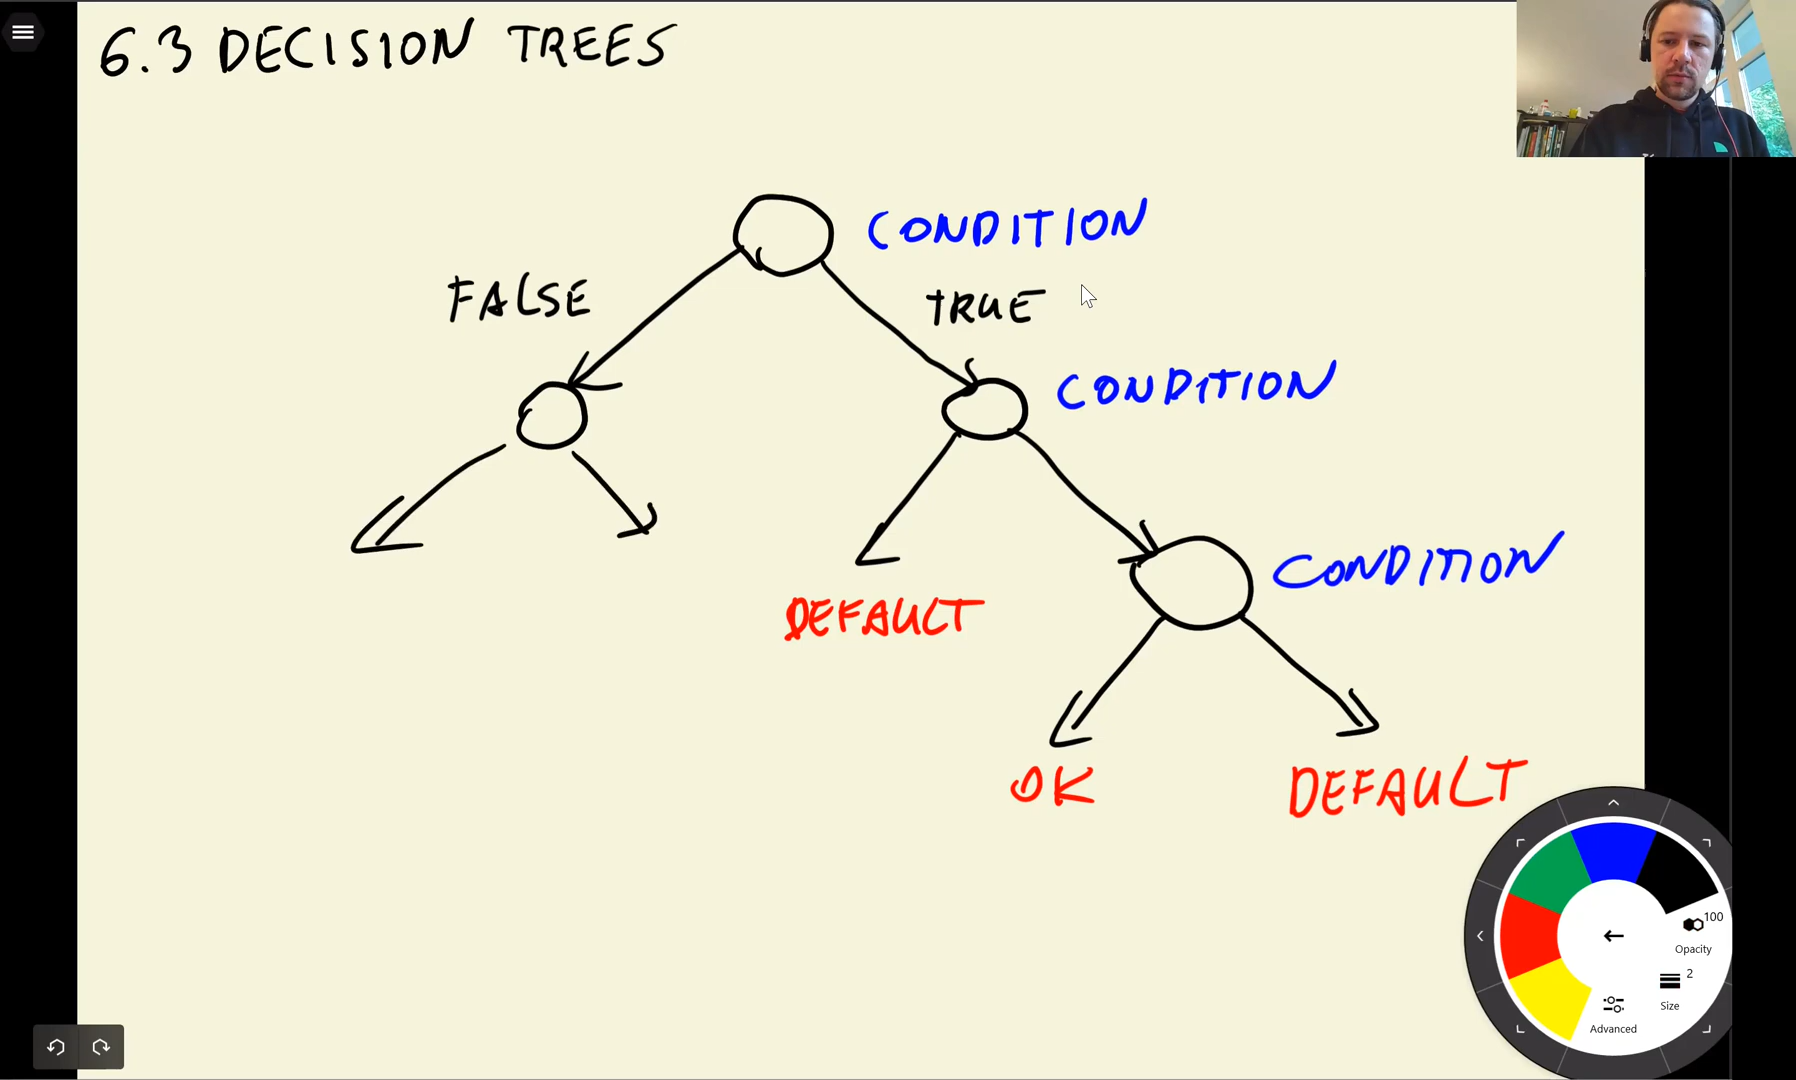 6.3 DECISION TREES
CONDITION
FALSE
TRUE
CONDITION
CONDITION
DEFAULT
OK
DEFAULT
100
Opacity
2
Size
Advanced